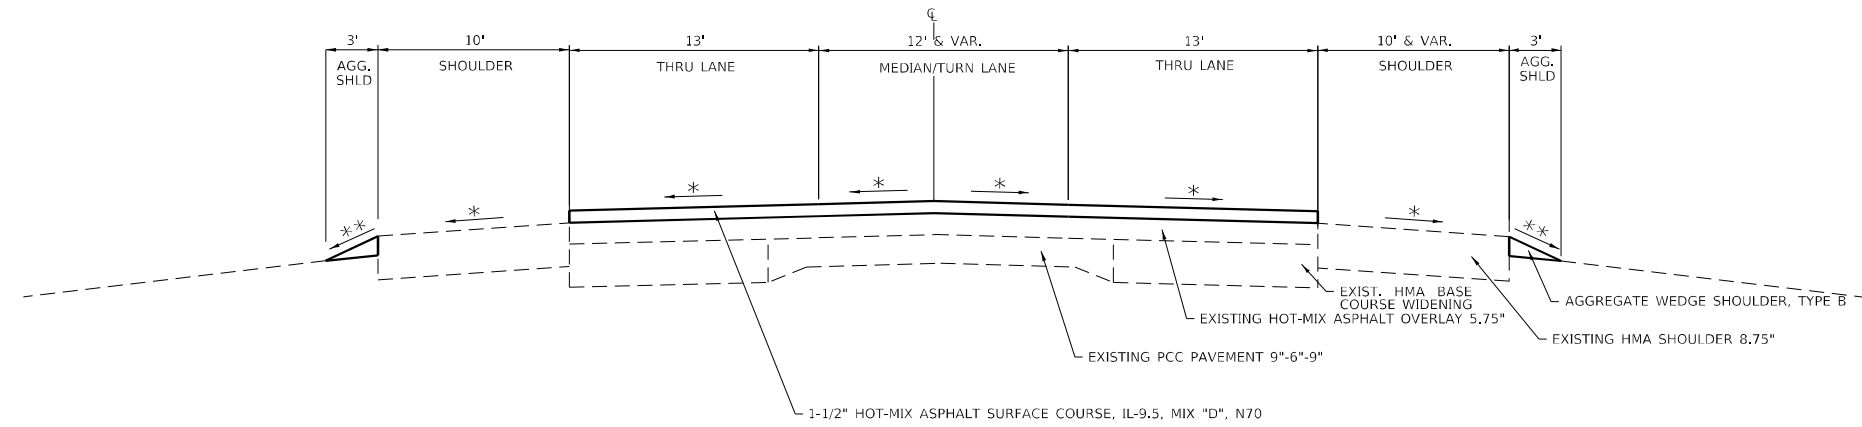 ℄
3'
10'
13'
12' & VAR.
13'
10' & VAR.
3'
AGG.
SHLD
SHOULDER
THRU LANE
MEDIAN/TURN LANE
THRU LANE
SHOULDER
AGG.
SHLD
* *
*
*
*
*
*
*
* *
EXIST. HMA BASE
COURSE WIDENING
AGGREGATE WEDGE SHOULDER, TYPE B
EXISTING HOT-MIX ASPHALT OVERLAY 5.75"
EXISTING HMA SHOULDER 8.75"
EXISTING PCC PAVEMENT 9"-6"-9"
1-1/2" HOT-MIX ASPHALT SURFACE COURSE, IL-9.5, MIX "D", N70